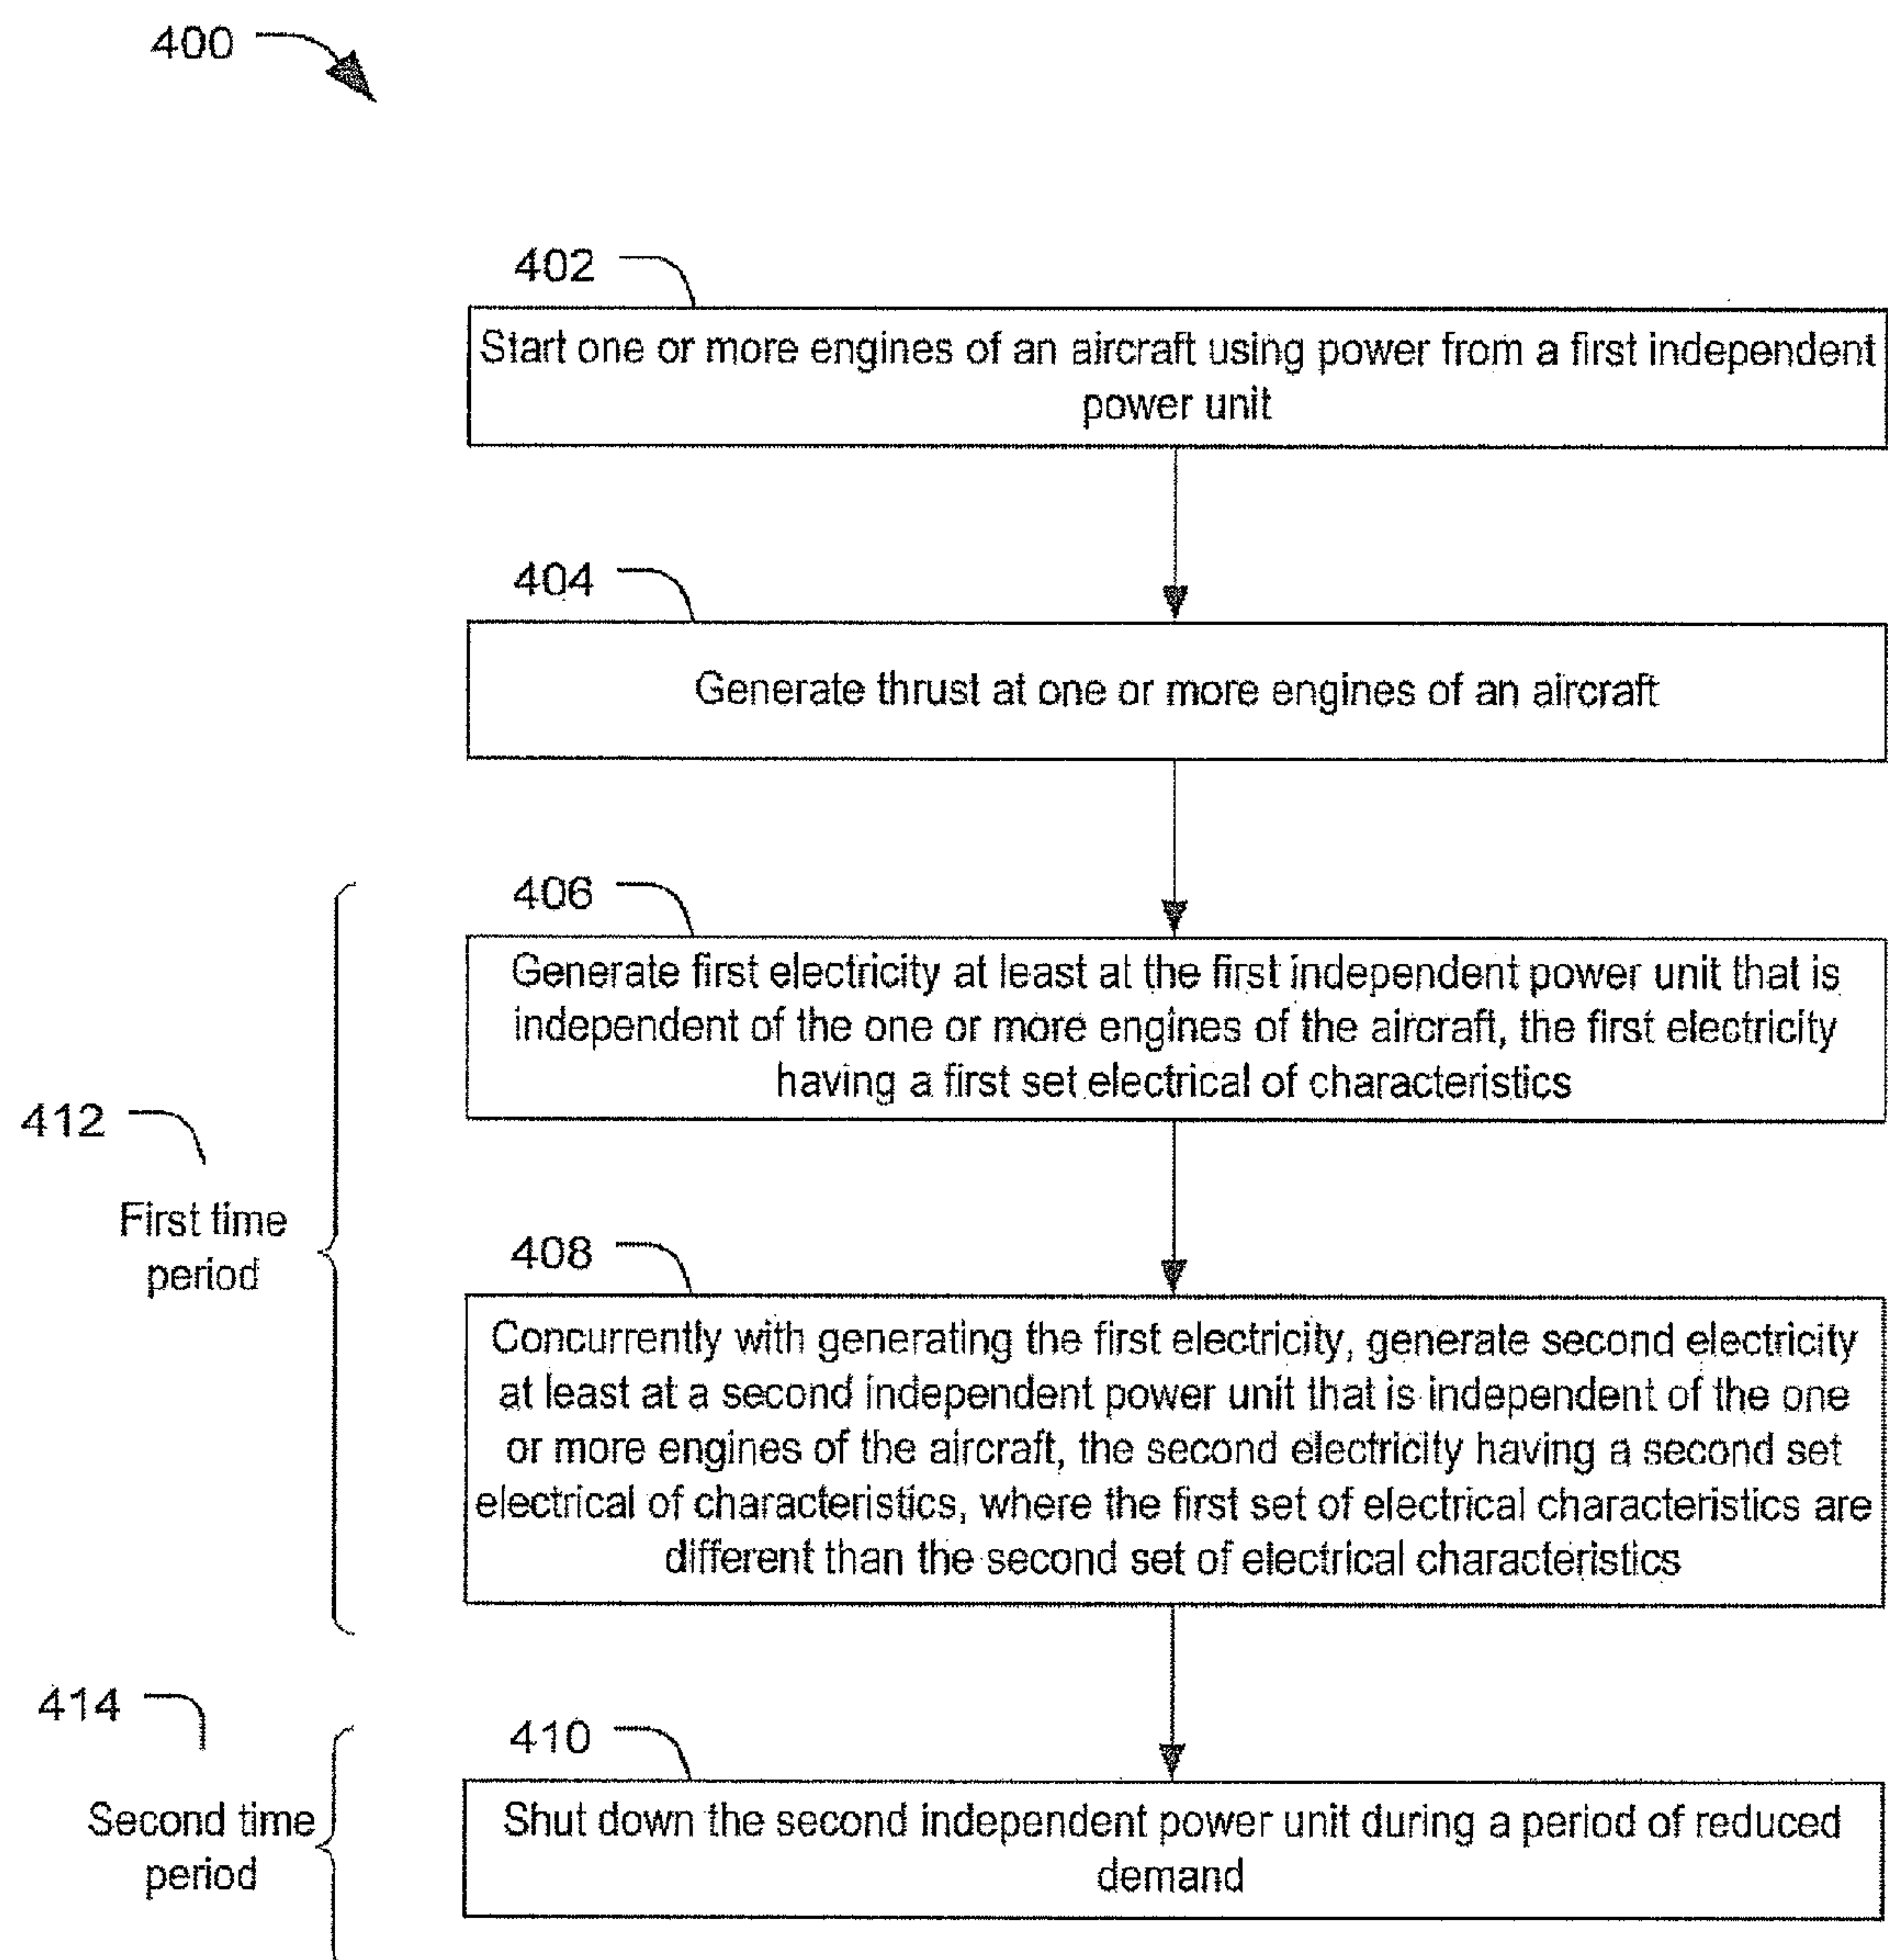 400
402
Start one or more engines of an aircraft using power from a first independent
power unit
404
Generate thrust at one or more engines of an aircraft
406
Generate first electricity at least at the first independent power unit that is
independent of the one or more engines of the aircraft, the first electricity
having a first set electrical of characteristics
412
First time
period
408
Concurrently with generating the first electricity, generate second electricity
at least at a second independent power unit that is independent of the one
or more engines of the aircraft, the second electricity having a second set
electrical of characteristics, where the first set of electrical characteristics are
different than the second set of electrical characteristics
414
Second time
period
410
Shut down the second independent power unit during a period of reduced
demand